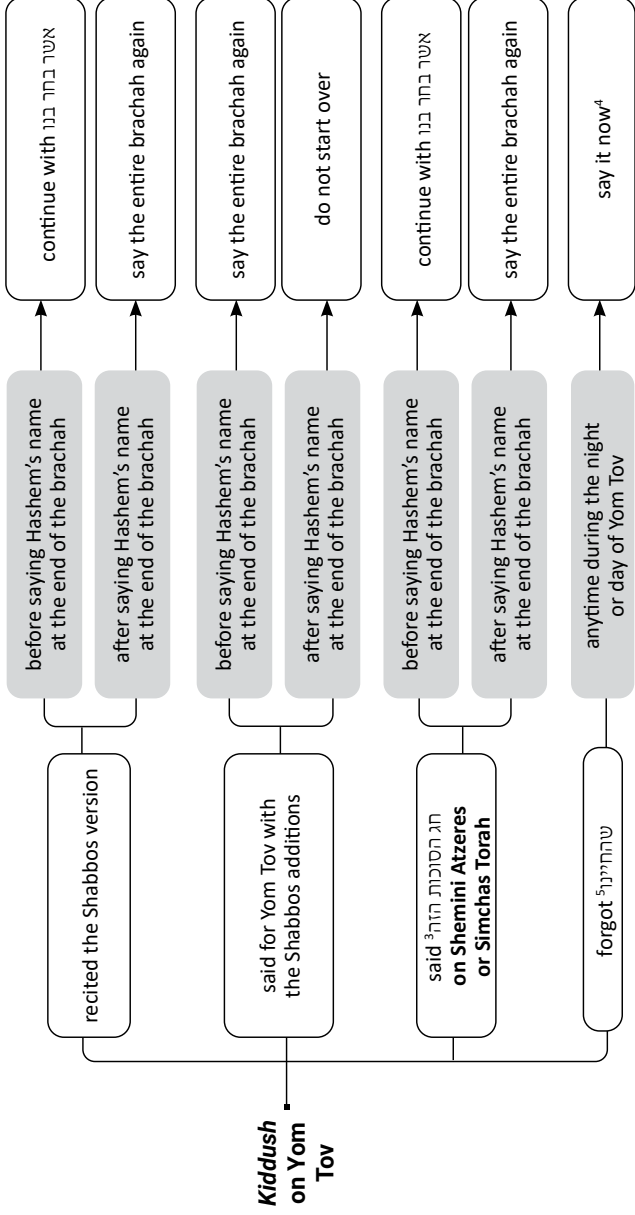 Kiddush
on Yom
Tov
recited the Shabbos version
before saying Hashem's name
at the end of the brachah
continue with אשר בחר בנו
after saying Hashem's name
at the end of the brachah
say the entire brachah again
said for Yom Tov with
the Shabbos additions
before saying Hashem's name
at the end of the brachah
say the entire brachah again
after saying Hashem's name
at the end of the brachah
do not start over
said ³חג הסוכות הזה
on Shemini Atzeres
or Simchas Torah
before saying Hashem's name
at the end of the brachah
continue with אשר בחר בנו
after saying Hashem's name
at the end of the brachah
say the entire brachah again
forgot ⁵שהחיינו
anytime during the night
or day of Yom Tov
say it now⁴